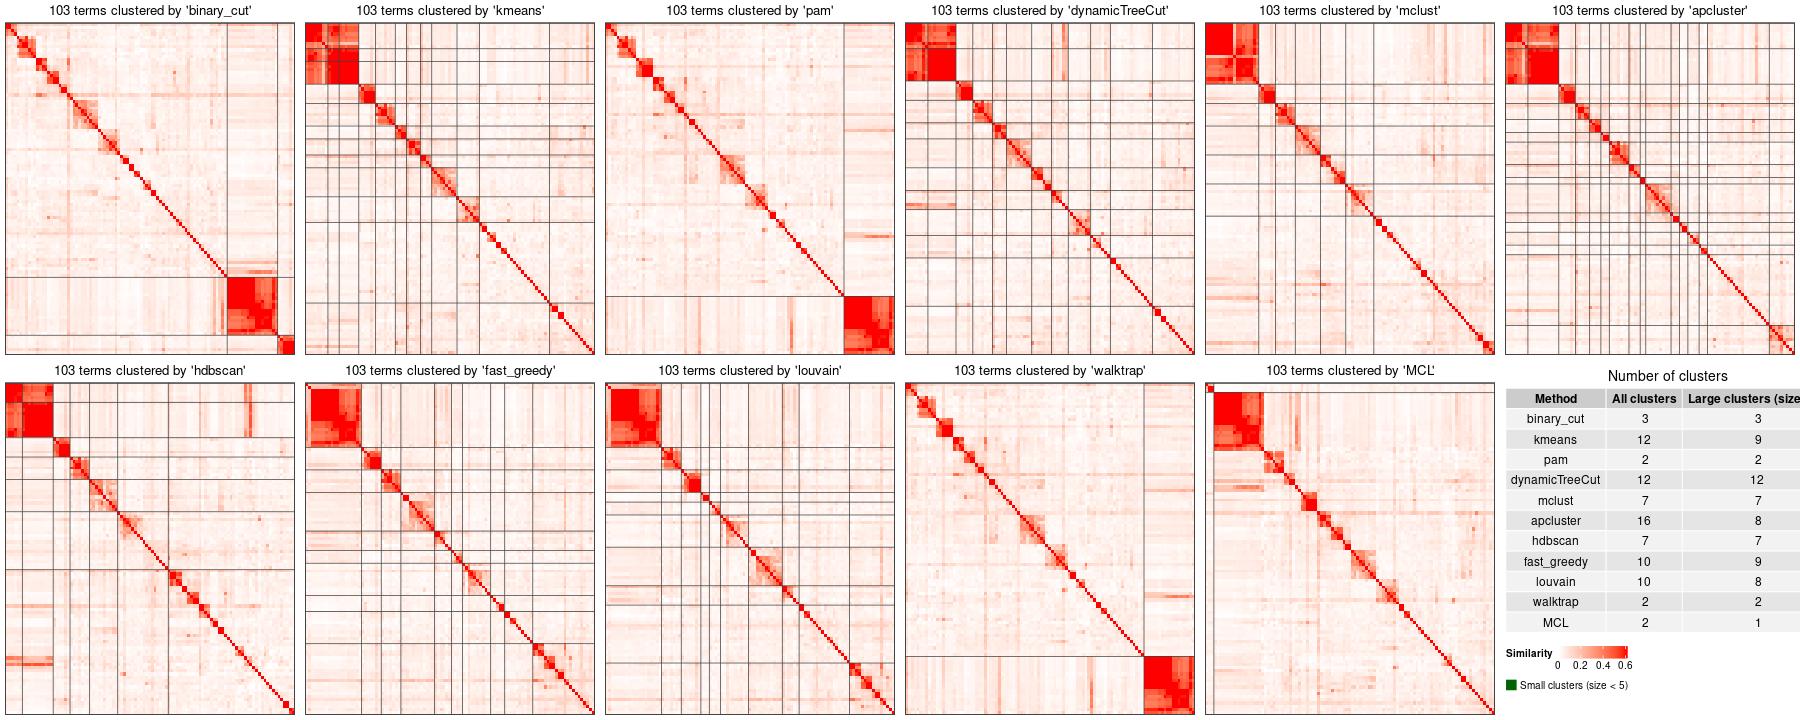 103 terms clustered by 'binary_cut'
103 terms clustered by 'kmeans'
103 terms clustered by 'pam'
103 terms clustered by 'dynamicTreeCut'
103 terms clustered by 'mclust'
103 terms clustered by 'apcluster'
103 terms clustered by 'hdbscan'
103 terms clustered by 'fast_greedy'
103 terms clustered by 'louvain'
103 terms clustered by 'walktrap'
103 terms clustered by 'MCL'
Number of clusters
Method All clusters Large clusters (size
binary_cut 3 3
kmeans 12 9
pam 2 2
dynamicTreeCut 12 12
mclust 7 7
apcluster 16 8
hdbscan 7 7
fast_greedy 10 9
louvain 10 8
walktrap 2 2
MCL 2 1
Similarity
0 0.2 0.4 0.6
Small clusters (size < 5)